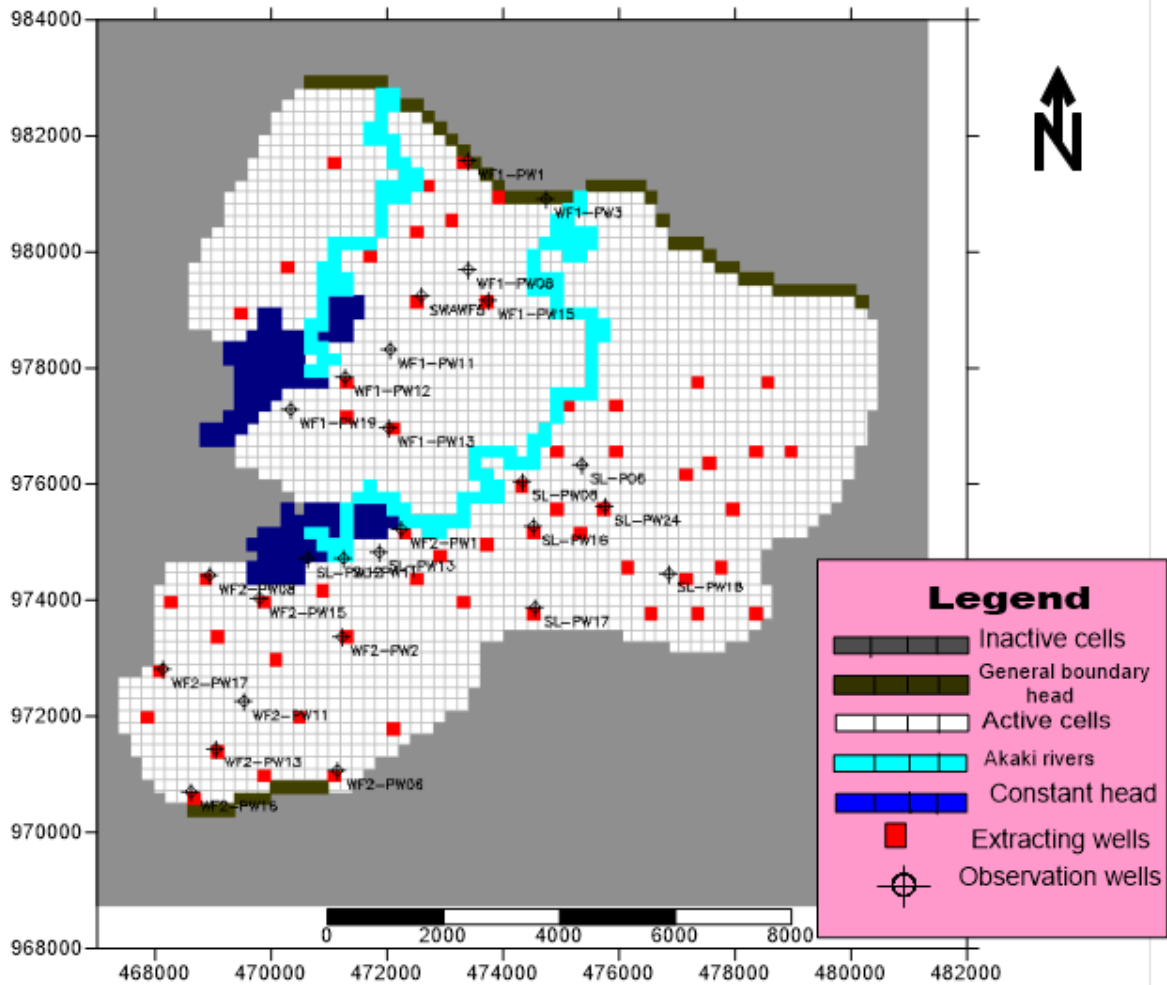 984000
982000
980000
978000
976000
974000
972000
970000
968000
N
WF1-PW1
WF1-PW3
WF1-PW08
SWAWF5
WF1-PW15
WF1-PW11
WF1-PW12
WF1-PW19
WF1-PW13
SL-P06
SL-PW08
SL-PW24
SL-PW16
WF2-PW1
SL-PW13
SL-PW18
WF2-PW08
WF2-PW15
SL-PW17
WF2-PW2
WF2-PW17
WF2-PW11
WF2-PW13
WF2-PW06
WF2-PW16
Legend
Inactive cells
General boundary
head
Active cells
Akaki rivers
Constant head
Extracting wells
Observation wells
0 2000 4000 6000 8000
468000 470000 472000 474000 476000 478000 480000 482000